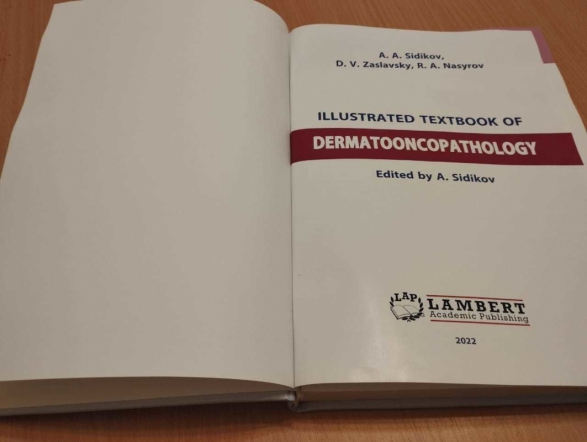 A. A. Sidikov,
D. V. Zaslavsky, R. A. Nasyrov
ILLUSTRATED TEXTBOOK OF
DERMATOONCOPATHOLOGY
Edited by A. Sidikov
LAP LAMBERT
Academic Publishing
2022